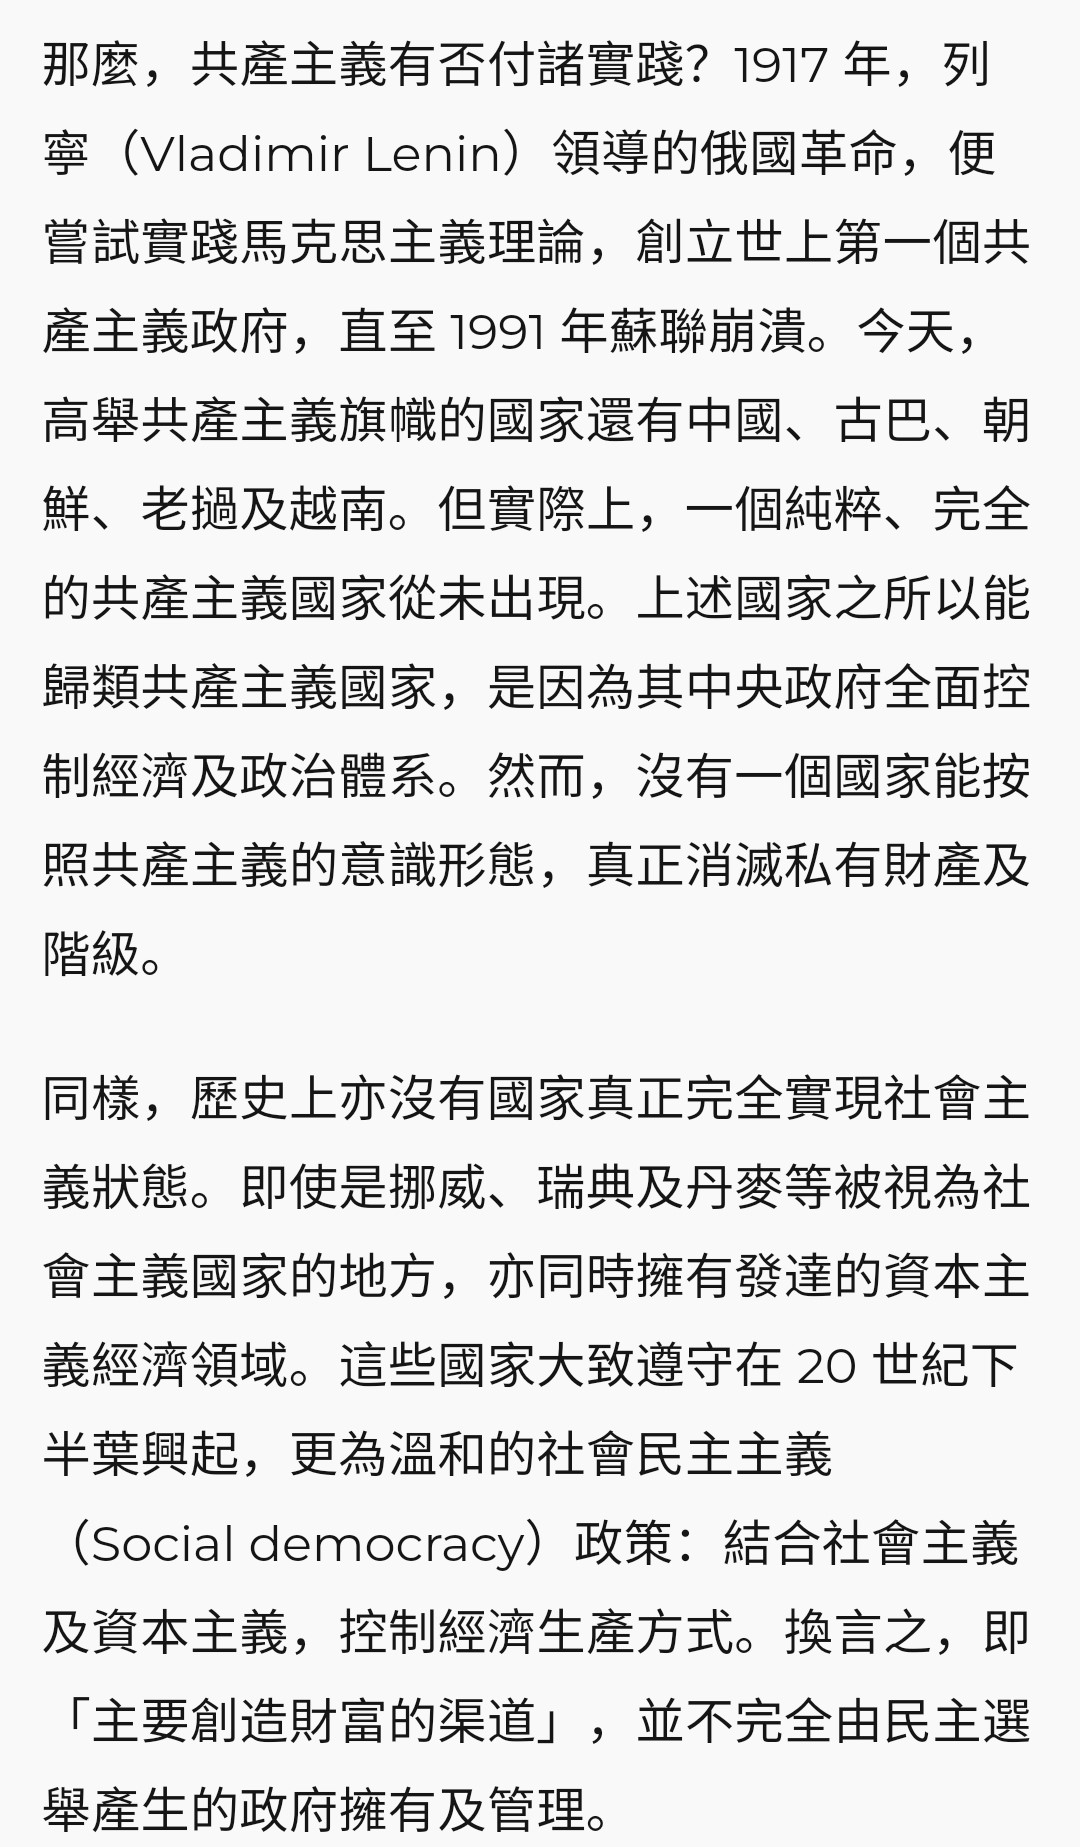 那麼，共產主義有否付諸實踐？1917 年，列
寧（Vladimir Lenin）領導的俄國革命，便
嘗試實踐馬克思主義理論，創立世上第一個共
產主義政府，直至 1991 年蘇聯崩潰。今天，
高舉共產主義旗幟的國家還有中國、古巴、朝
鮮、老撾及越南。但實際上，一個純粹、完全
的共產主義國家從未出現。上述國家之所以能
歸類共產主義國家，是因為其中央政府全面控
制經濟及政治體系。然而，沒有一個國家能按
照共產主義的意識形態，真正消滅私有財產及
階級。
同樣，歷史上亦沒有國家真正完全實現社會主
義狀態。即使是挪威、瑞典及丹麥等被視為社
會主義國家的地方，亦同時擁有發達的資本主
義經濟領域。這些國家大致遵守在 20 世紀下
半葉興起，更為溫和的社會民主主義
（Social democracy）政策：結合社會主義
及資本主義，控制經濟生產方式。換言之，即
「主要創造財富的渠道」，並不完全由民主選
舉產生的政府擁有及管理。